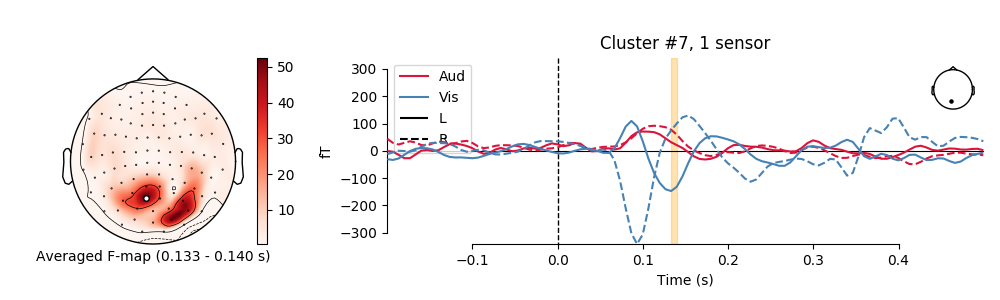 Cluster #7, 1 sensor
50
40
30
20
10
Averaged F-map (0.133 - 0.140 s)
fT
300
200
100
0
−100
−200
−300
Aud
Vis
L
R
−0.1 0.0 0.1 0.2 0.3 0.4
Time (s)